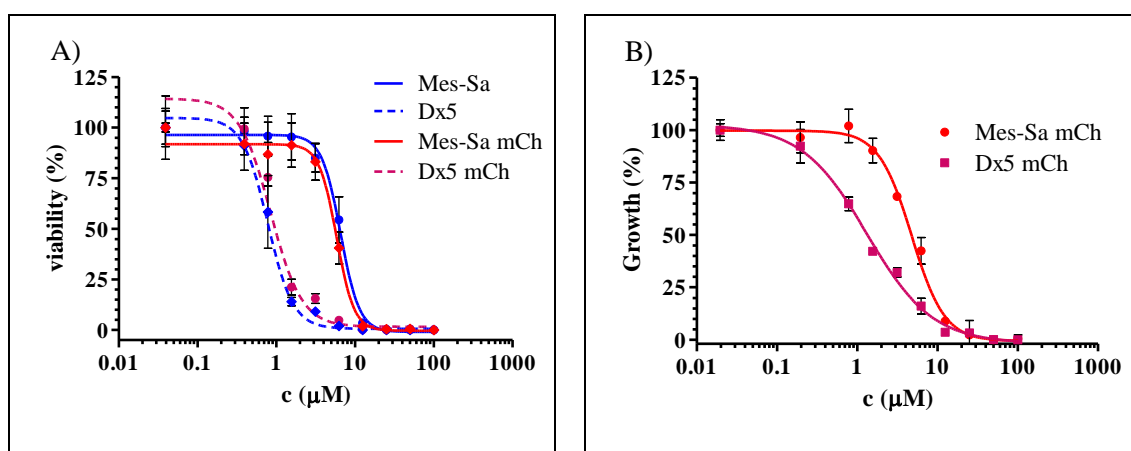 A)
125
100
75
50
25
0
viability (%)
0.01 0.1 1 10 100 1000
c (μM)
Mes-Sa
Dx5
Mes-Sa mCh
Dx5 mCh
B)
125
100
75
50
25
0
Growth (%)
0.01 0.1 1 10 100 1000
c (μM)
Mes-Sa mCh
Dx5 mCh